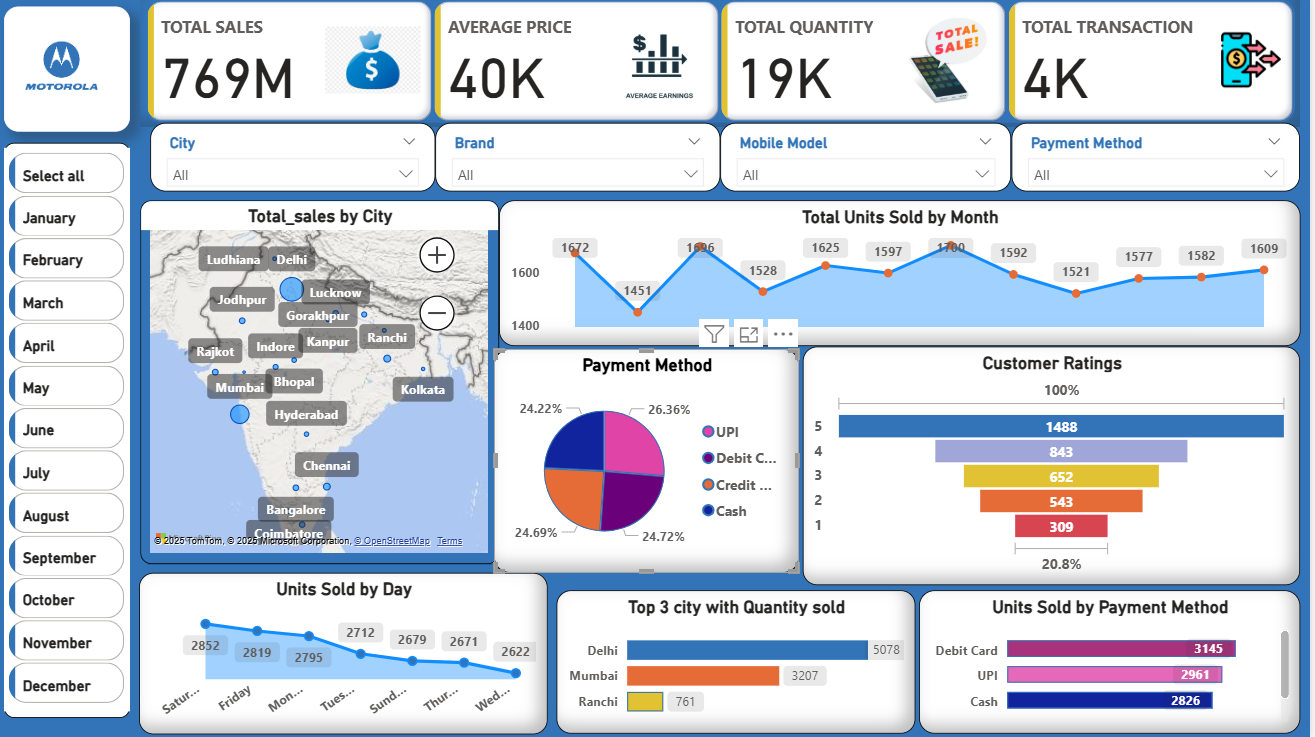 MOTOROLA
TOTAL SALES
769M
AVERAGE PRICE
40K
AVERAGE EARNINGS
TOTAL QUANTITY
19K
TOTAL
SALE!
TOTAL TRANSACTION
4K
City
All
Brand
All
Mobile Model
All
Payment Method
All
Select all
January
February
March
April
May
June
July
August
September
October
November
December
Total_sales by City
Ludhiana
Delhi
Jodhpur
Lucknow
Gorakhpur
Rajkot
Indore
Kanpur
Ranchi
Mumbai
Bhopal
Kolkata
Hyderabad
Chennai
Bangalore
Coimbatore
© 2025 TomTom, © 2025 Microsoft Corporation, © OpenStreetMap Terms
Total Units Sold by Month
1600
1400
1672
1451
1696
1528
1625
1597
1700
1592
1521
1577
1582
1609
Payment Method
24.22%
26.36%
24.69%
24.72%
UPI
Debit C...
Credit ...
Cash
Customer Ratings
100%
5 1488
4 843
3 652
2 543
1 309
20.8%
Units Sold by Day
2852
2819
2795
2712
2679
2671
2622
Satur...
Friday
Mon...
Tues...
Sund...
Thur...
Wed...
Top 3 city with Quantity sold
Delhi 5078
Mumbai 3207
Ranchi 761
Units Sold by Payment Method
Debit Card 3145
UPI 2961
Cash 2826